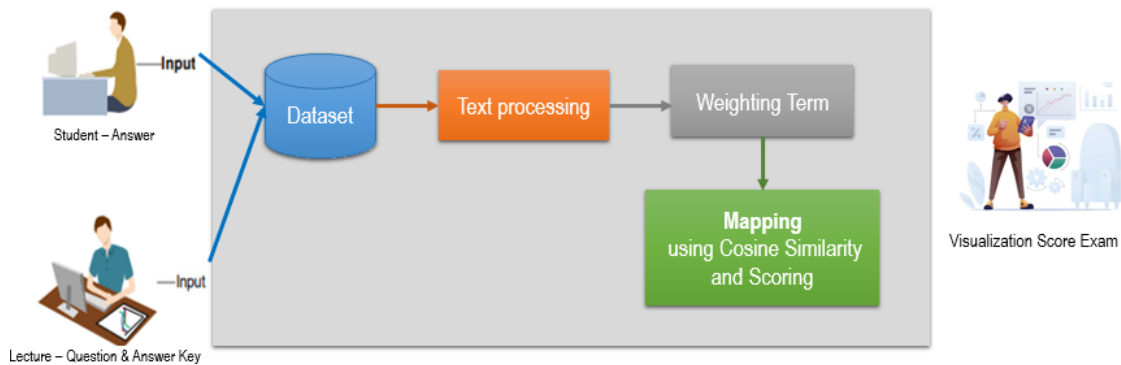 Input
Student – Answer
Input
Lecture – Question & Answer Key
Dataset
Text processing
Weighting Term
Mapping
using Cosine Similarity
and Scoring
Visualization Score Exam